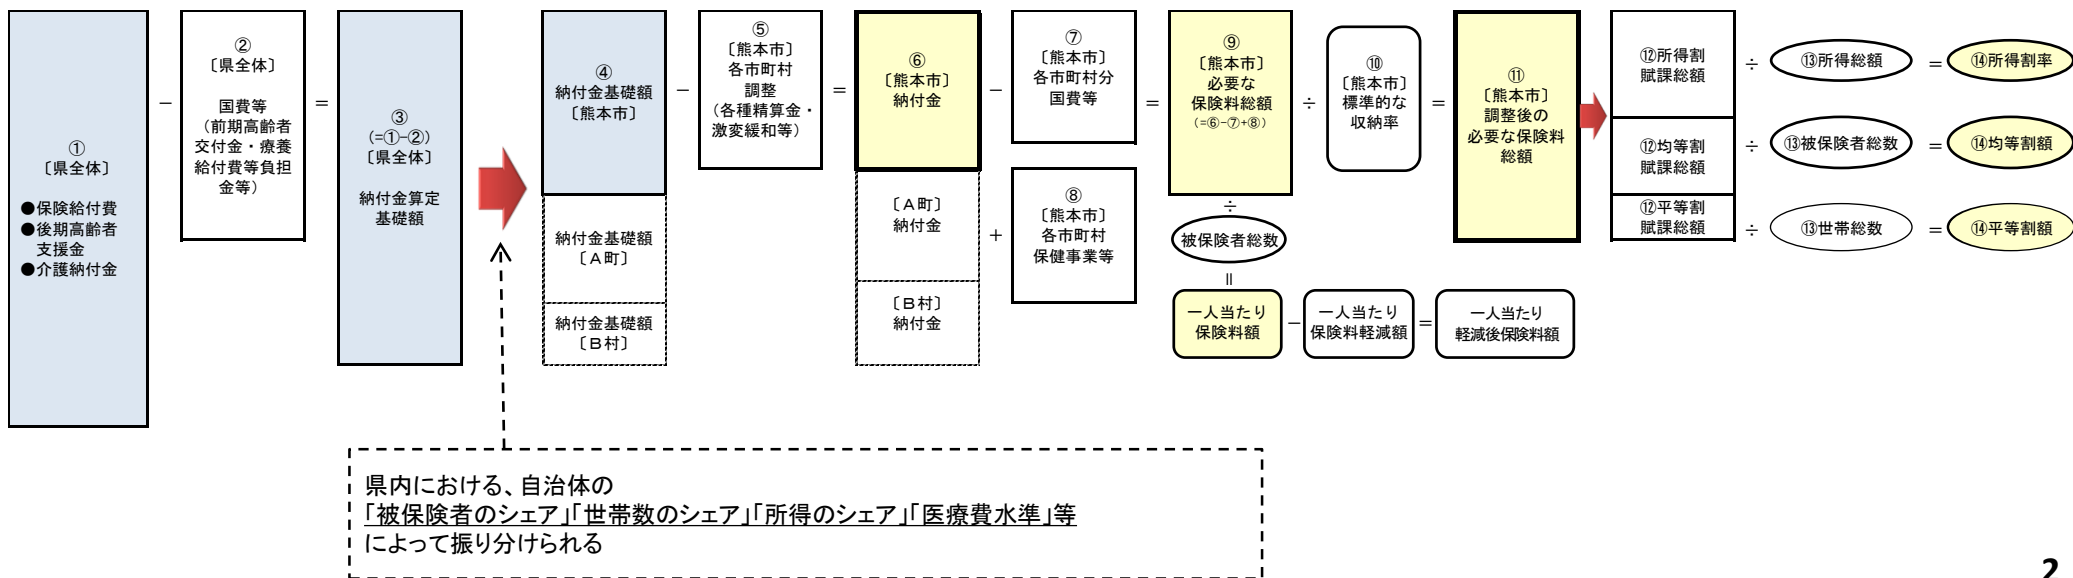 ①
〔県全体〕
●保険給付費
●後期高齢者
支援金
●介護納付金
－
②
〔県全体〕
国費等
（前期高齢者
交付金・療養
給付費等負担
金等）
＝
③
(=①-②)
〔県全体〕
納付金算定
基礎額
④
納付金基礎額
〔熊本市〕
納付金基礎額
〔Ａ町〕
納付金基礎額
〔Ｂ村〕
－
⑤
〔熊本市〕
各市町村
調整
（各種精算金・
激変緩和等）
＝
⑥
〔熊本市〕
納付金
〔Ａ町〕
納付金
〔Ｂ村〕
納付金
－
⑦
〔熊本市〕
各市町村分
国費等
＋
⑧
〔熊本市〕
各市町村
保健事業等
＝
⑨
〔熊本市〕
必要な
保険料総額
(=⑥-⑦+⑧)
÷
被保険者総数
＝
一人当たり
保険料額
－
一人当たり
保険料軽減額
＝
一人当たり
軽減後保険料額
÷
⑩
〔熊本市〕
標準的な
収納率
＝
⑪
〔熊本市〕
調整後の
必要な保険料
総額
⑫所得割
賦課総額
÷
⑬所得総額
＝
⑭所得割率
⑫均等割
賦課総額
÷
⑬被保険者総数
＝
⑭均等割額
⑫平等割
賦課総額
÷
⑬世帯総数
＝
⑭平等割額
県内における、自治体の
「被保険者のシェア」「世帯数のシェア」「所得のシェア」「医療費水準」等
によって振り分けられる
2